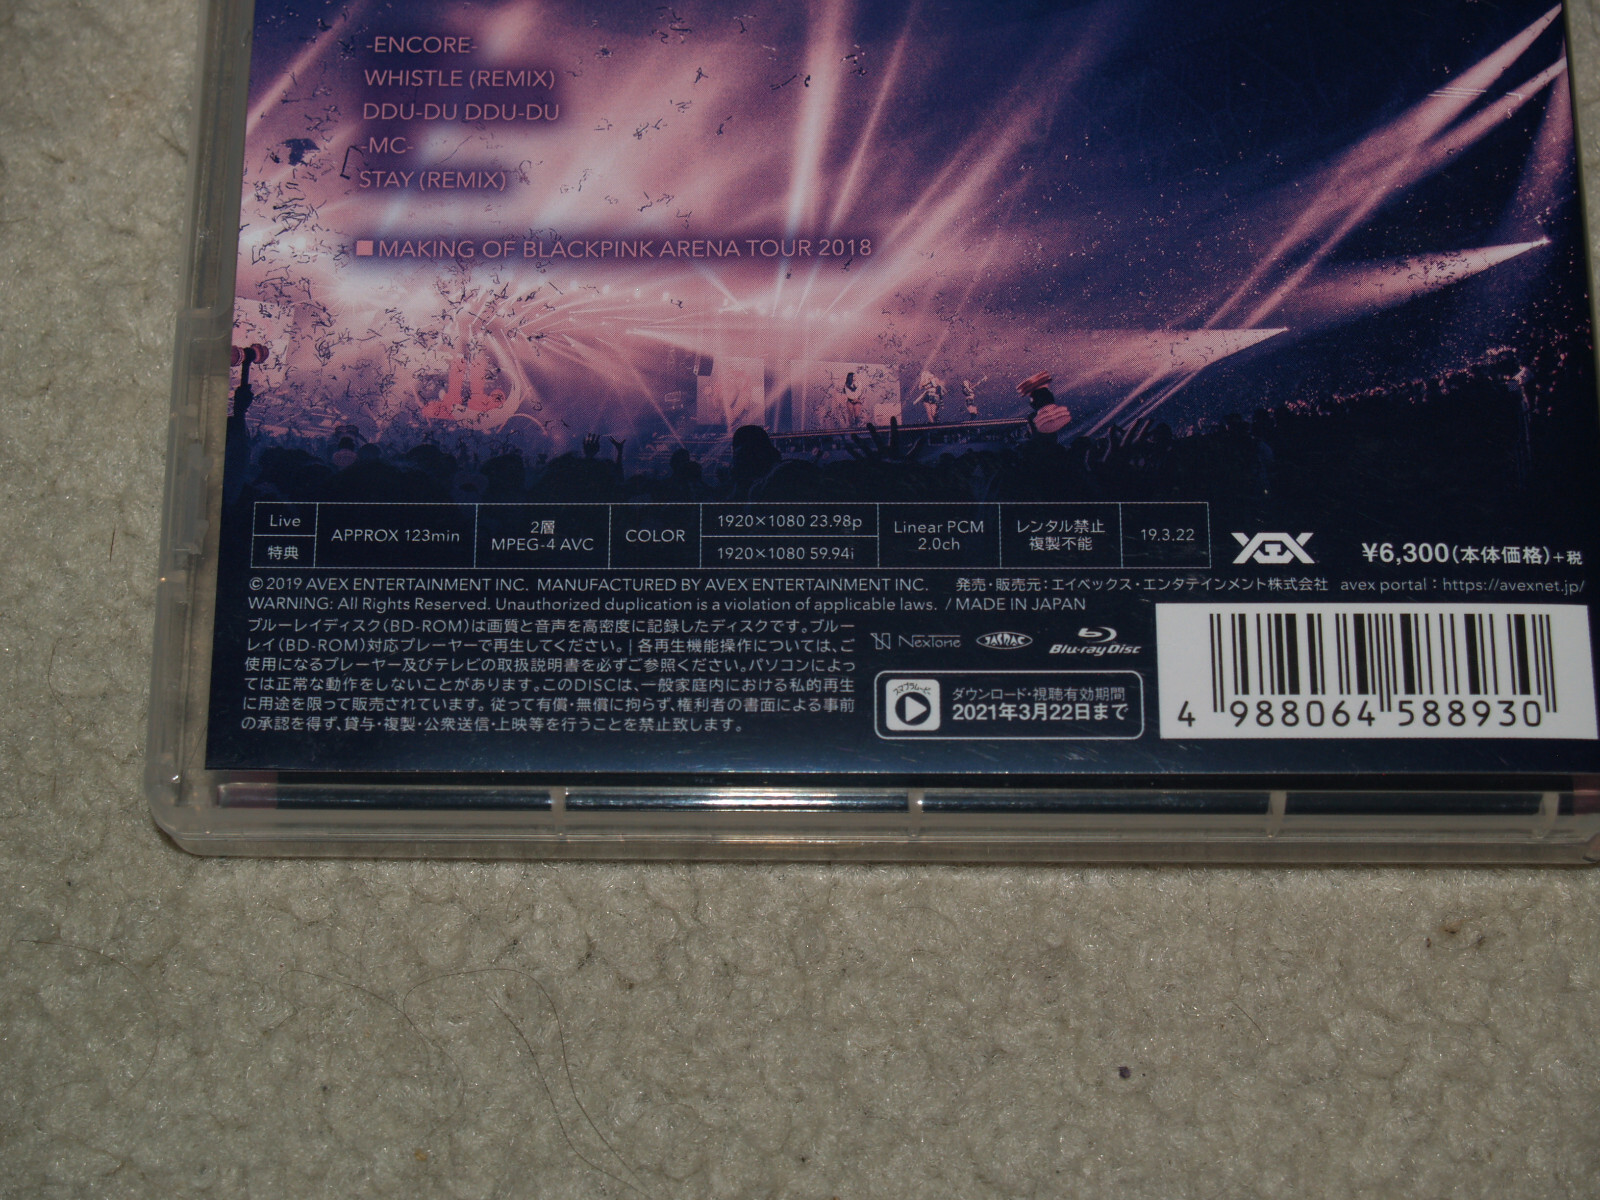 -ENCORE-
WHISTLE (REMIX)
DDU-DU DDU-DU
-MC-
STAY (REMIX)
■MAKING OF BLACKPINK ARENA TOUR 2018
Live
特典
APPROX 123min
2層
MPEG-4 AVC
COLOR
1920×1080 23.98p
1920×1080 59.94i
Linear PCM
2.0ch
レンタル禁止
複製不能
19.3.22
YGEX
¥6,300(本体価格)+税
©2019 AVEX ENTERTAINMENT INC. MANUFACTURED BY AVEX ENTERTAINMENT INC. 発売・販売元：エイベックス・エンタテインメント株式会社 avex portal：https://avexnet.jp/
WARNING: All Rights Reserved. Unauthorized duplication is a violation of applicable laws. / MADE IN JAPAN
ブルーレイディスク(BD-ROM)は画質と音声を高密度に記録したディスクです。ブルー
レイ(BD-ROM)対応プレーヤーで再生してください。| 各再生機能操作については、ご
使用になるプレーヤー及びテレビの取扱説明書を必ずご参照ください。パソコンによっ
ては正常な動作をしないことがあります。このDISCは、一般家庭内における私的再生
に用途を限って販売されています。従って有償・無償に拘らず、権利者の書面による事前
の承認を得ず、貸与・複製・公衆送信・上映等を行うことを禁止致します。
NexTone
JASRAC
Blu-ray Disc
スマプラムービー
ダウンロード・視聴有効期間
2021年3月22日まで
4 988064 588930